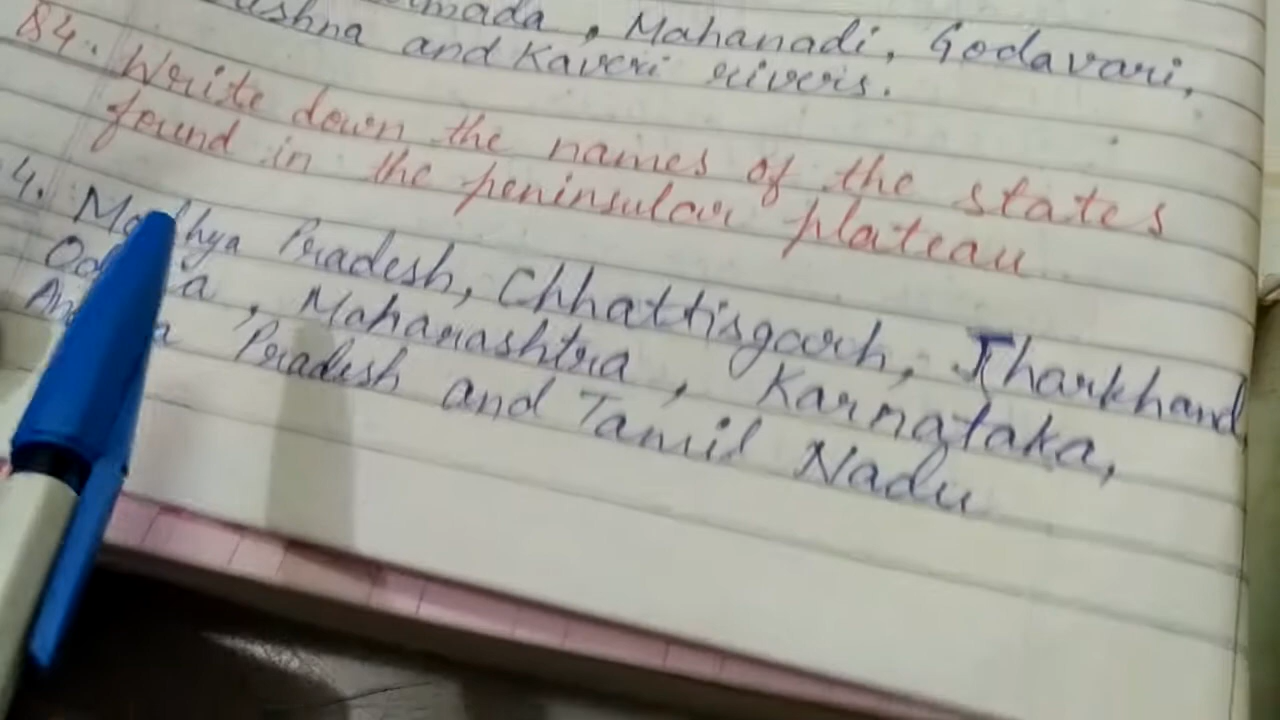 Mahanadi, Godavari,
and Kaveri rivers.
84. Write down the names of the states
found in the peninsular plateau
4. Pradesh, Chhattisgarh, Jharkhand
, Maharashtra, Karnataka,
Pradesh and Tamil Nadu